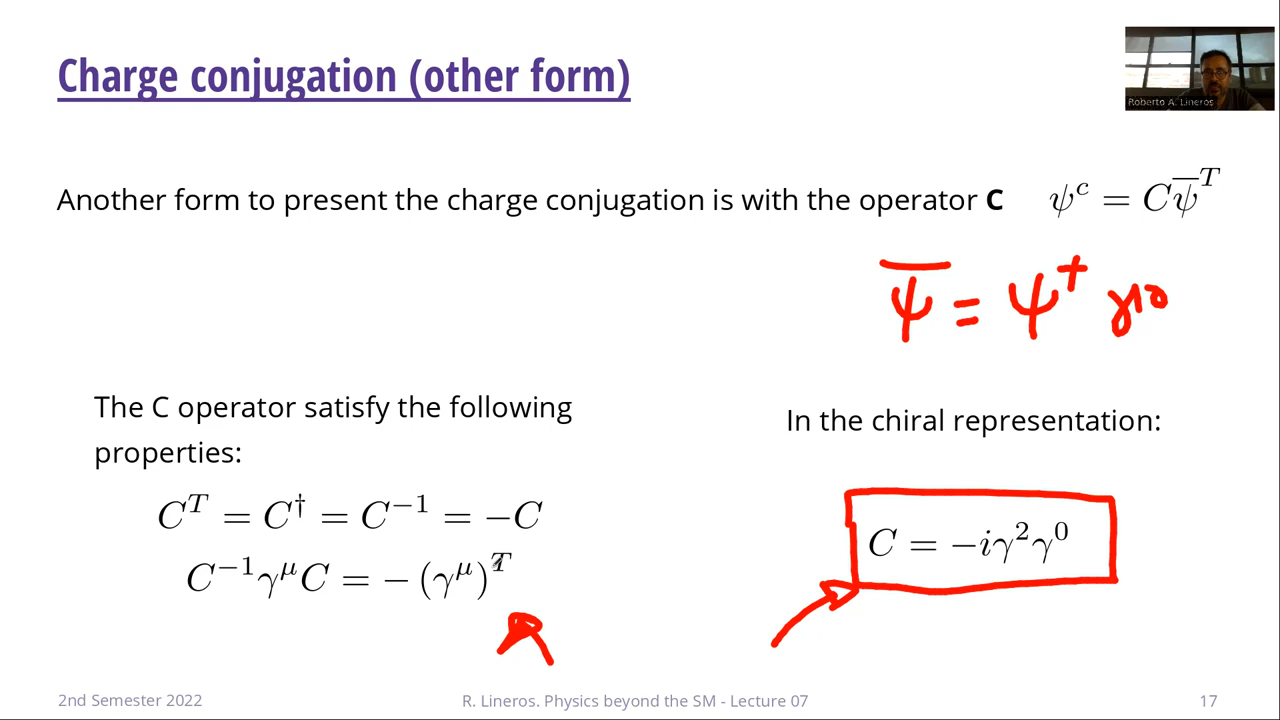 Charge conjugation (other form)
Roberto A. Lineros
Another form to present the charge conjugation is with the operator C ψ^c = Cψ̅^T
ψ̅ = ψ^† γ^0
The C operator satisfy the following
properties:
In the chiral representation:
C^T = C^† = C^{-1} = -C
C^{-1}γ^μ C = -(γ^μ)^T
C = -iγ^2γ^0
2nd Semester 2022
R. Lineros. Physics beyond the SM - Lecture 07
17